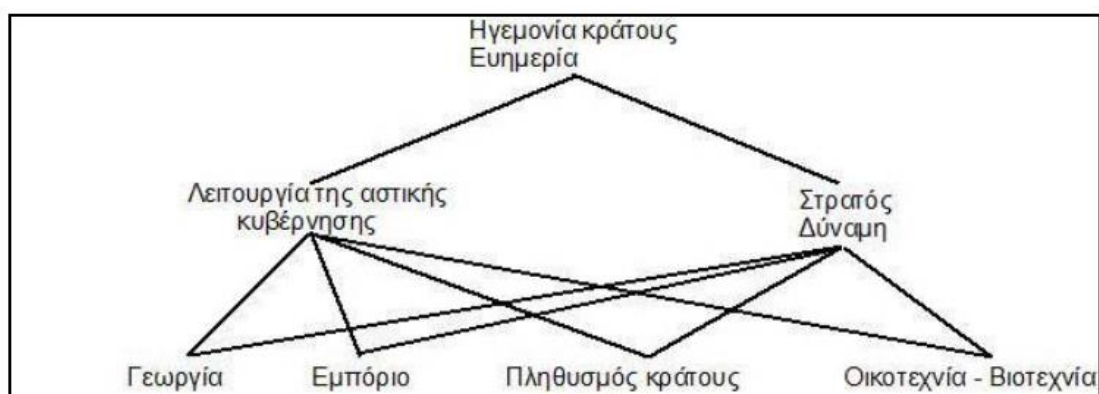 Ηγεμονία κράτους
Ευημερία
Λειτουργία της αστικής
κυβέρνησης
Στρατός
Δύναμη
Γεωργία
Εμπόριο
Πληθυσμός κράτους
Οικοτεχνία - Βιοτεχνία